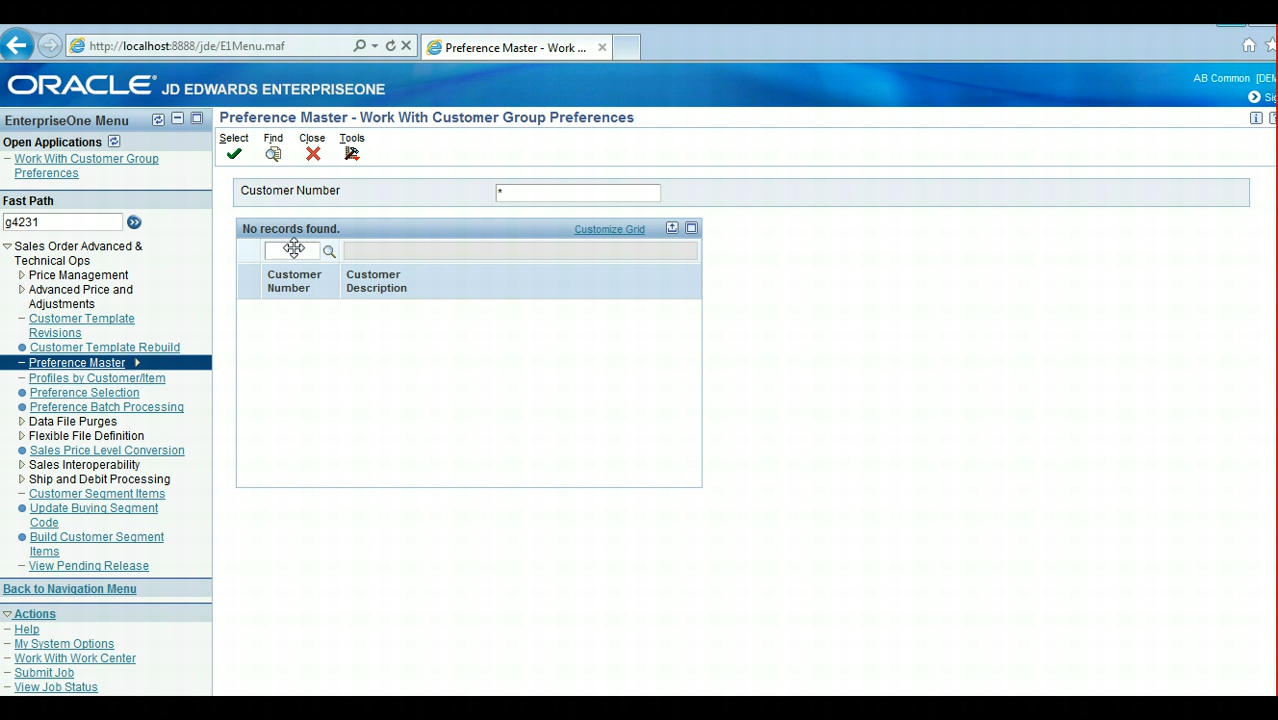 http://localhost:8888/jde/E1Menu.maf
Preference Master - Work ...
ORACLE® JD EDWARDS ENTERPRISEONE
AB Common [DEM
Sig
EnterpriseOne Menu
Open Applications
Work With Customer Group
Preferences
Fast Path
g4231
Sales Order Advanced &
Technical Ops
Price Management
Advanced Price and
Adjustments
Customer Template
Revisions
Customer Template Rebuild
Preference Master
Profiles by Customer/Item
Preference Selection
Preference Batch Processing
Data File Purges
Flexible File Definition
Sales Price Level Conversion
Sales Interoperability
Ship and Debit Processing
Customer Segment Items
Update Buying Segment
Code
Build Customer Segment
Items
View Pending Release
Back to Navigation Menu
Actions
Help
My System Options
Work With Work Center
Submit Job
View Job Status
Preference Master - Work With Customer Group Preferences
Select Find Close Tools
Customer Number *
No records found. Customize Grid
Customer Customer
Number Description